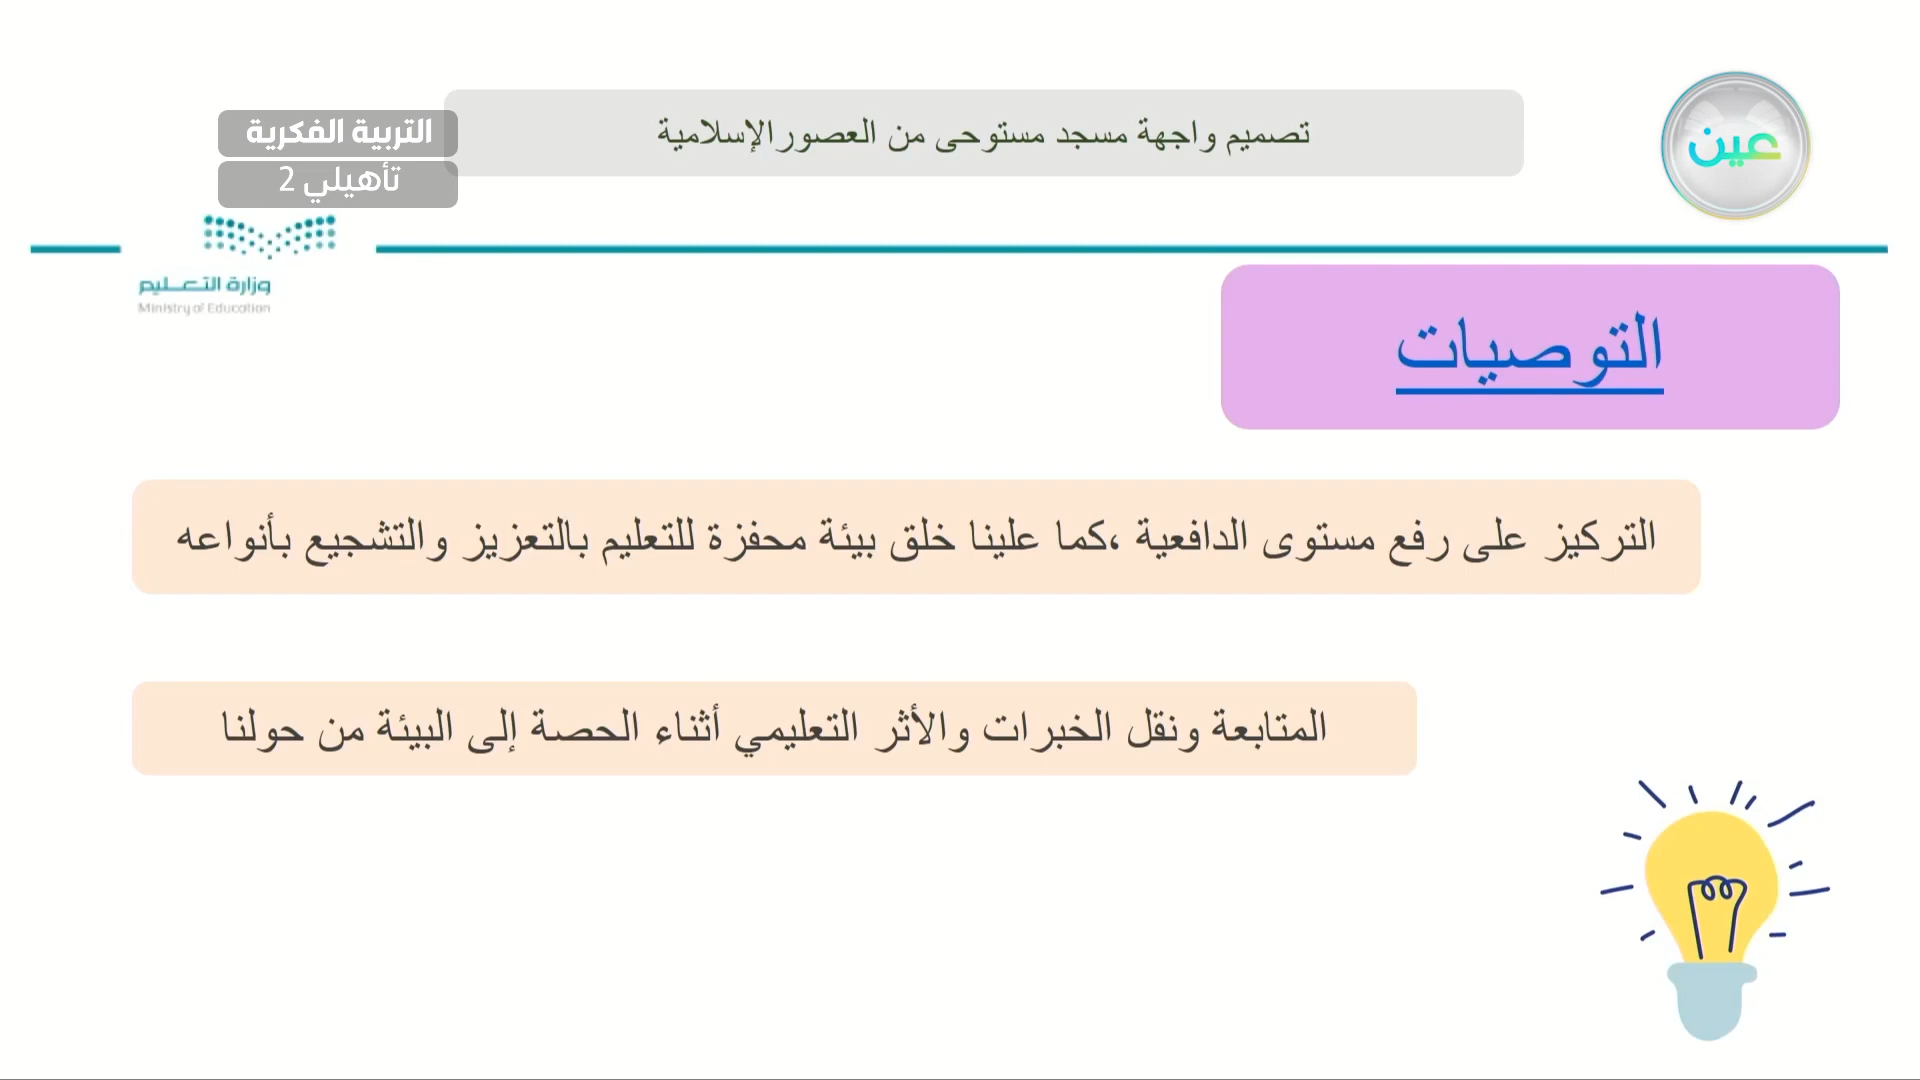 تصميم واجهة مسجد مستوحى من العصورالإسلامية
عين
التربية الفكرية
تأهيلي 2
وزارة التعليم
Ministry of Education
التوصيات
التركيز على رفع مستوى الدافعية ،كما علينا خلق بيئة محفزة للتعليم بالتعزيز والتشجيع بأنواعه
المتابعة ونقل الخبرات والأثر التعليمي أثناء الحصة إلى البيئة من حولنا